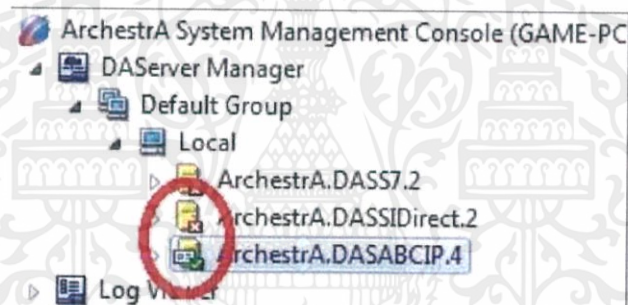 ArchestrA System Management Console (GAME-PC
DAServer Manager
Default Group
Local
ArchestrA.DASS7.2
ArchestrA.DASSIDirect.2
ArchestrA.DASABCIP.4
Log Viewer